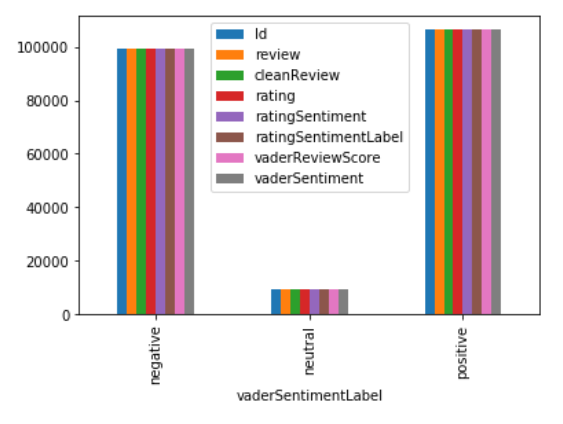 100000
80000
60000
40000
20000
0
Id
review
cleanReview
rating
ratingSentiment
ratingSentimentLabel
vaderReviewScore
vaderSentiment
negative
neutral
positive
vaderSentimentLabel